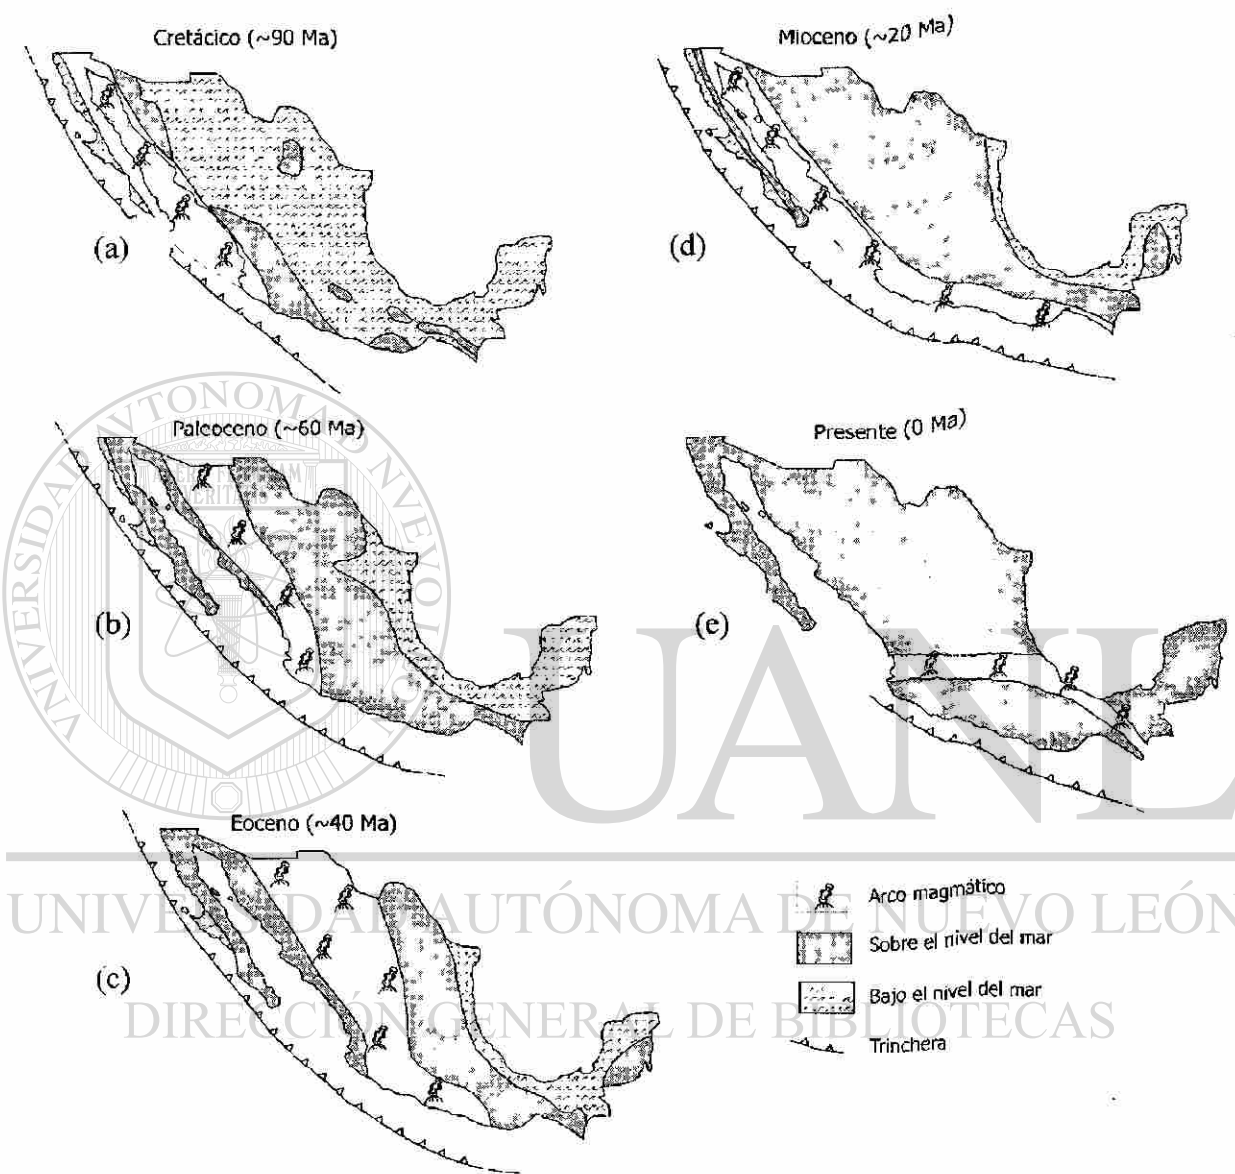 Cretácico (~90 Ma)
(a)
Mioceno (~20 Ma)
(d)
Paleoceno (~60 Ma)
(b)
Presente (0 Ma)
(e)
Eoceno (~40 Ma)
(c)
Arco magmático
Sobre el nivel del mar
Bajo el nivel del mar
Trinchera
UANL
UNIVERSIDAD AUTÓNOMA DE NUEVO LEÓN
DIRECCIÓN GENERAL DE BIBLIOTECAS